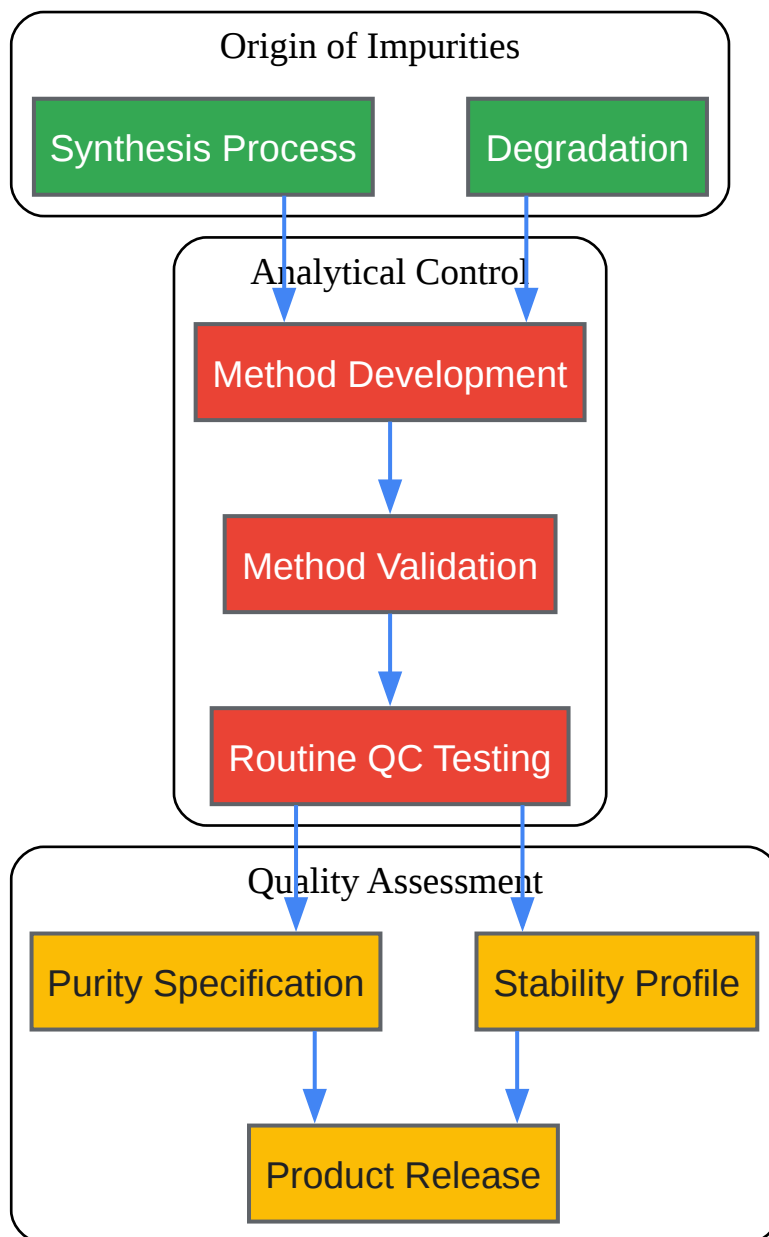 Origin of Impurities
Synthesis Process
Degradation
Analytical Control
Method Development
Method Validation
Routine QC Testing
Quality Assessment
Purity Specification
Stability Profile
Product Release